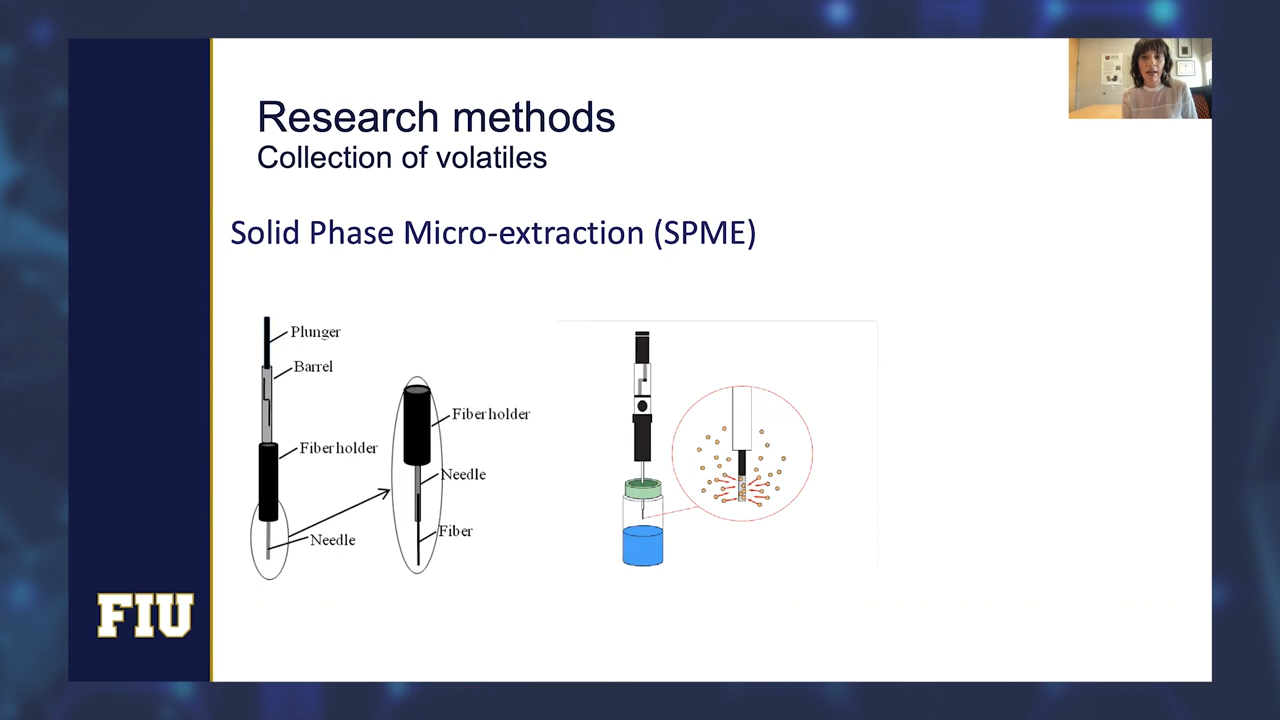 Research methods
Collection of volatiles
Solid Phase Micro-extraction (SPME)
Plunger
Barrel
Fiber holder
Needle
Fiber holder
Needle
Fiber
FIU